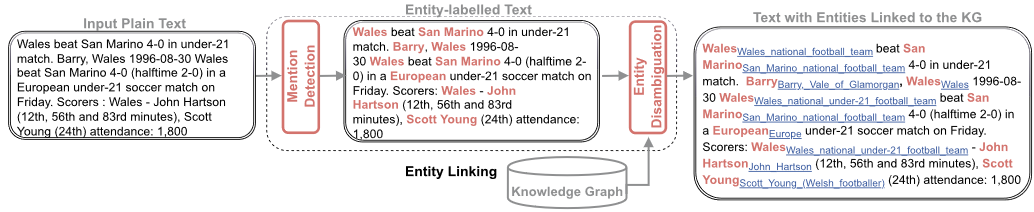 Input Plain Text
Wales beat San Marino 4-0 in under-21
match. Barry, Wales 1996-08-30 Wales
beat San Marino 4-0 (halftime 2-0) in a
European under-21 soccer match on
Friday. Scorers : Wales - John Hartson
(12th, 56th and 83rd minutes), Scott
Young (24th) attendance: 1,800
Mention
Detection
Entity-labelled Text
Wales beat San Marino 4-0 in under-21
match. Barry, Wales 1996-08-
30 Wales beat San Marino 4-0 (halftime 2-
0) in a European under-21 soccer match on
Friday. Scorers: Wales - John
Hartson (12th, 56th and 83rd
minutes), Scott Young (24th) attendance:
1,800
Entity
Disambiguation
Entity Linking
Knowledge Graph
Text with Entities Linked to the KG
WalesWales_national_football_team beat San
MarinoSan_Marino_national_football_team 4-0 in under-21
match. BarryBarry,_Vale_of_Glamorgan, WalesWales 1996-08-
30 WalesWales_national_under-21_football_team beat San
MarinoSan_Marino_national_football_team 4-0 (halftime 2-0) in
a EuropeanEurope under-21 soccer match on Friday.
Scorers: WalesWales_national_under-21_football_team - John
HartsonJohn_Hartson (12th, 56th and 83rd minutes), Scott
YoungScott_Young_(Welsh_footballer) (24th) attendance: 1,800